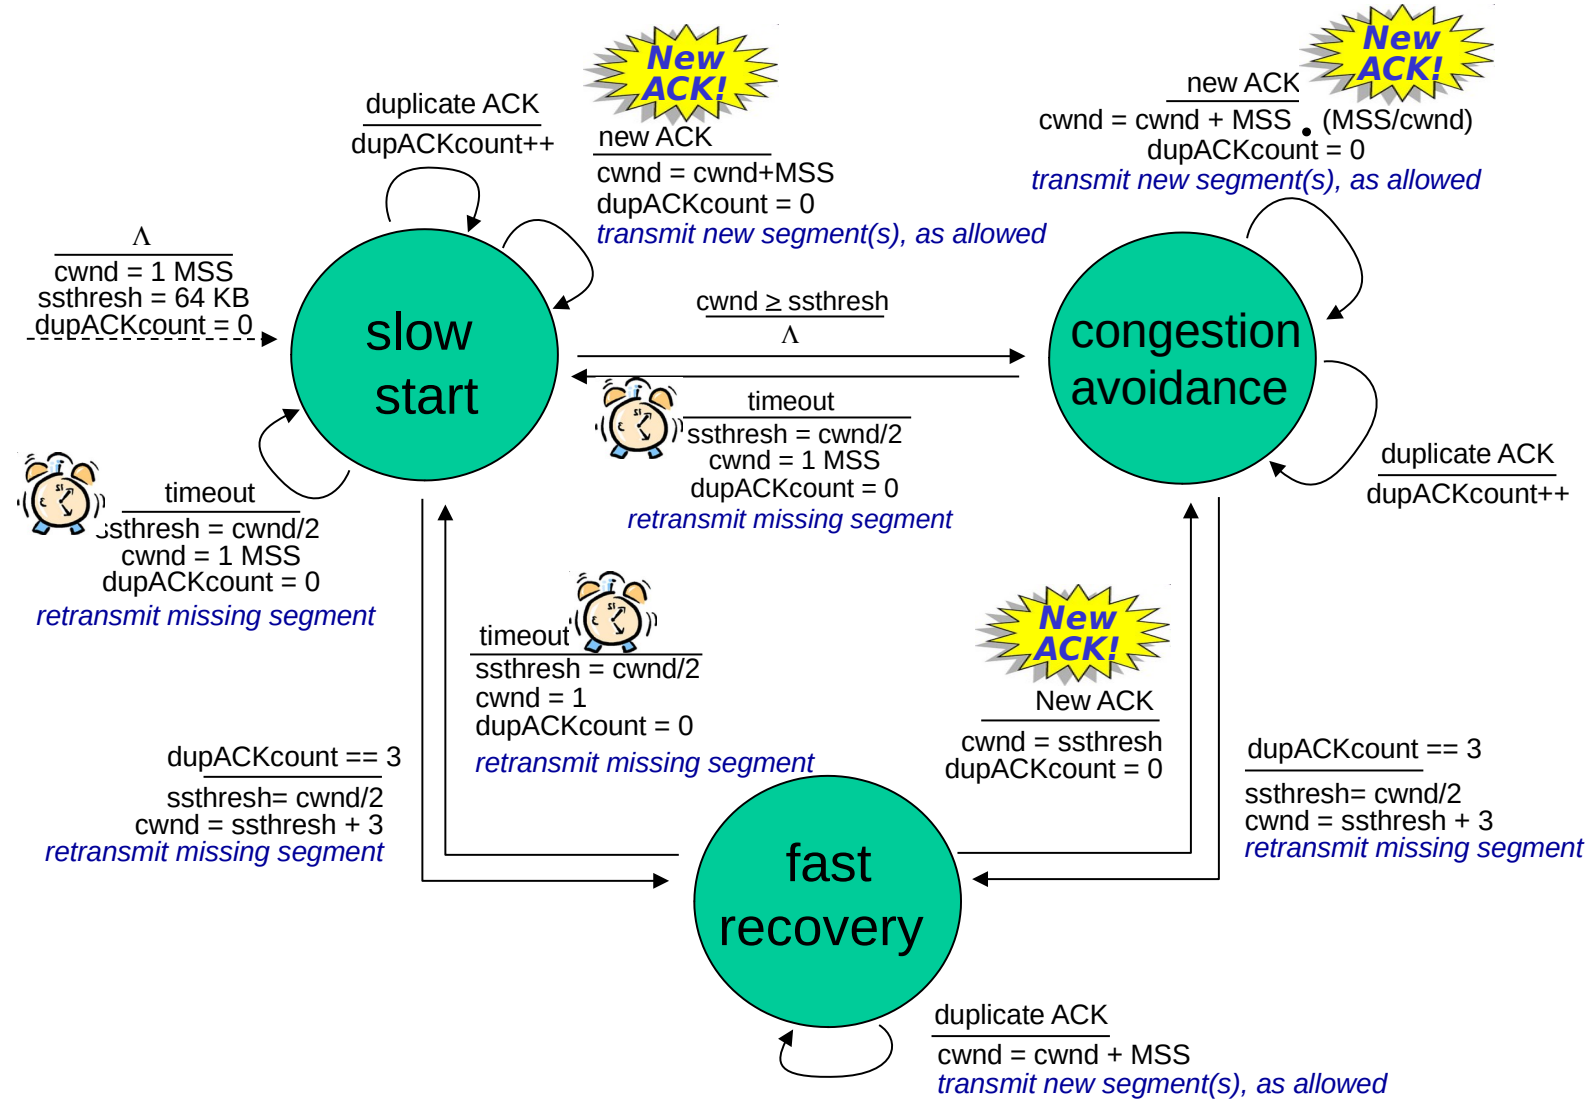 New
ACK!
duplicate ACK
dupACKcount++
new ACK
cwnd = cwnd+MSS
dupACKcount = 0
transmit new segment(s), as allowed
New
ACK!
new ACK
cwnd = cwnd + MSS • (MSS/cwnd)
dupACKcount = 0
transmit new segment(s), as allowed
Λ
cwnd = 1 MSS
ssthresh = 64 KB
dupACKcount = 0
slow
start
cwnd ≥ ssthresh
Λ
congestion
avoidance
timeout
ssthresh = cwnd/2
cwnd = 1 MSS
dupACKcount = 0
retransmit missing segment
duplicate ACK
dupACKcount++
timeout
ssthresh = cwnd/2
cwnd = 1 MSS
dupACKcount = 0
retransmit missing segment
timeout
ssthresh = cwnd/2
cwnd = 1
dupACKcount = 0
retransmit missing segment
New
ACK!
New ACK
cwnd = ssthresh
dupACKcount = 0
dupACKcount == 3
ssthresh= cwnd/2
cwnd = ssthresh + 3
retransmit missing segment
dupACKcount == 3
ssthresh= cwnd/2
cwnd = ssthresh + 3
retransmit missing segment
fast
recovery
duplicate ACK
cwnd = cwnd + MSS
transmit new segment(s), as allowed